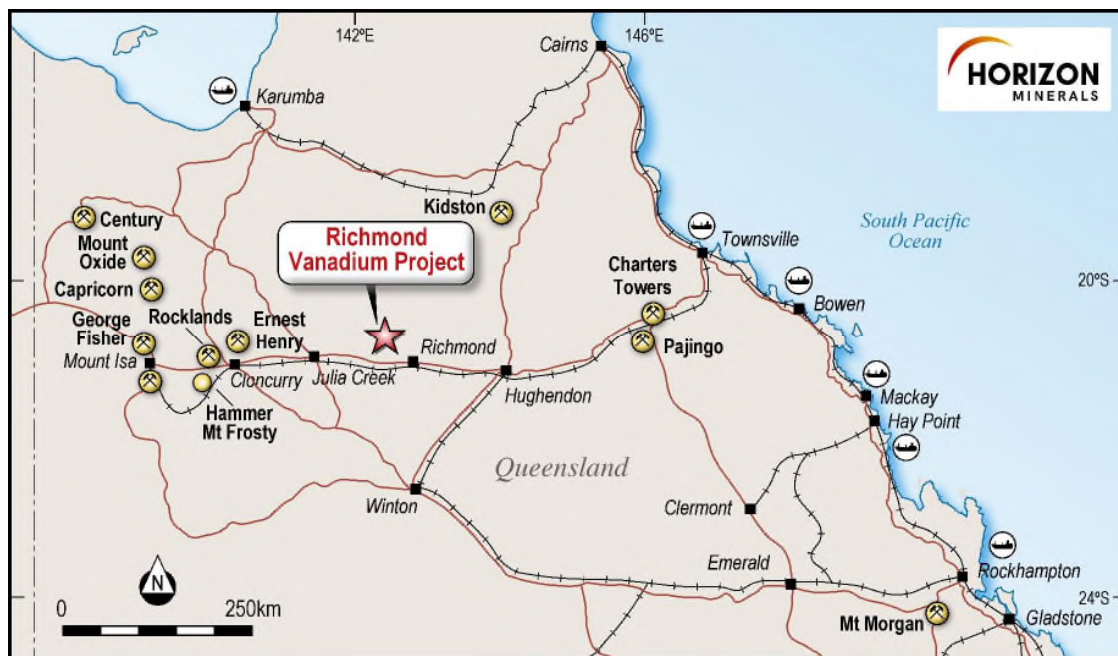 142°E
146°E
HORIZON
MINERALS
Cairns
Karumba
Kidston
Century
Mount
Oxide
Capricorn
Richmond
Vanadium Project
South Pacific
Ocean
Townsville
Charters
Towers
20°S
Bowen
George
Fisher
Rocklands
Ernest
Henry
Pajingo
Mount Isa
Cloncurry
Julia Creek
Richmond
Hughendon
Hammer
Mt Frosty
Mackay
Hay Point
Queensland
Winton
Clermont
Emerald
Rockhampton
N
0
250km
24°S
Mt Morgan
Gladstone